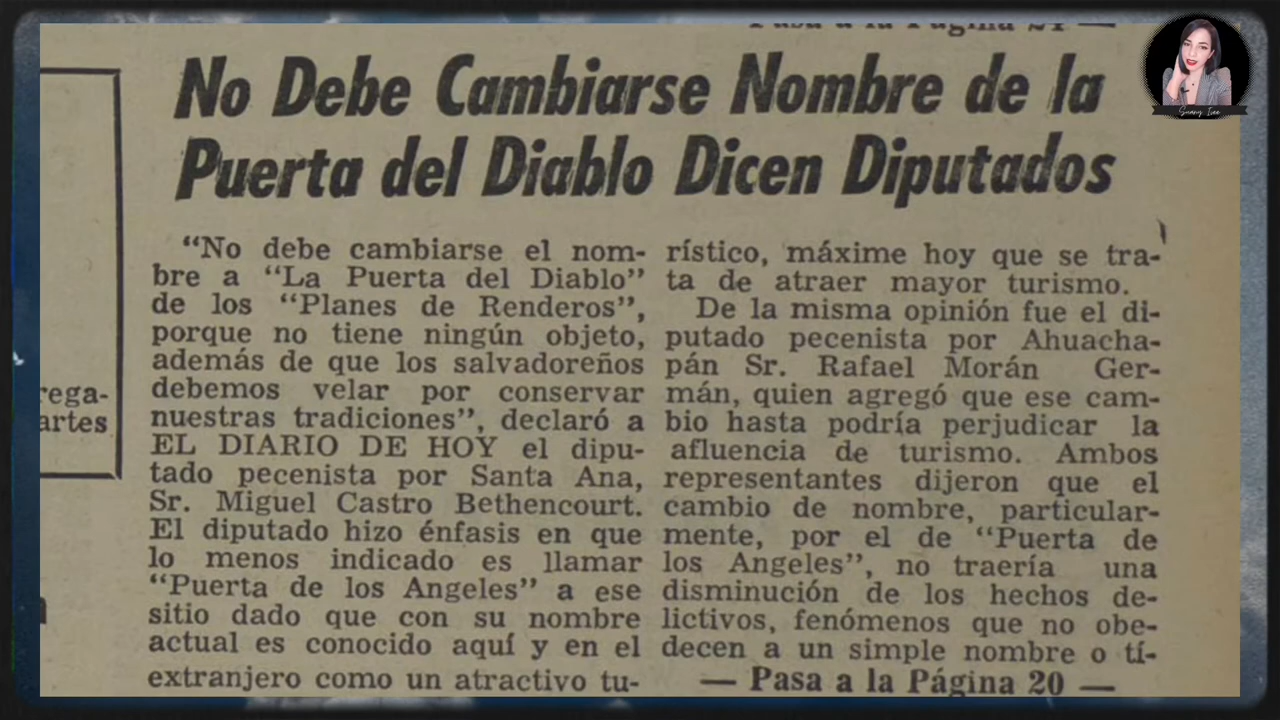 Pasa a la Página 21 —
No Debe Cambiarse Nombre de la
Puerta del Diablo Dicen Diputados
rega-
artes
"No debe cambiarse el nom-
bre a "La Puerta del Diablo"
de los "Planes de Renderos",
porque no tiene ningún objeto,
además de que los salvadoreños
debemos velar por conservar
nuestras tradiciones", declaró a
EL DIARIO DE HOY el dipu-
tado pecenista por Santa Ana,
Sr. Miguel Castro Bethencourt.
El diputado hizo énfasis en que
lo menos indicado es llamar
"Puerta de los Angeles" a ese
sitio dado que con su nombre
actual es conocido aquí y en el
extranjero como un atractivo tu-
rístico, máxime hoy que se tra-
ta de atraer mayor turismo.
De la misma opinión fue el di-
putado pecenista por Ahuacha-
pán Sr. Rafael Morán Ger-
mán, quien agregó que ese cam-
bio hasta podría perjudicar la
afluencia de turismo. Ambos
representantes dijeron que el
cambio de nombre, particular-
mente, por el de "Puerta de
los Angeles", no traería una
disminución de los hechos de-
lictivos, fenómenos que no obe-
decen a un simple nombre o tí-
— Pasa a la Página 20 —